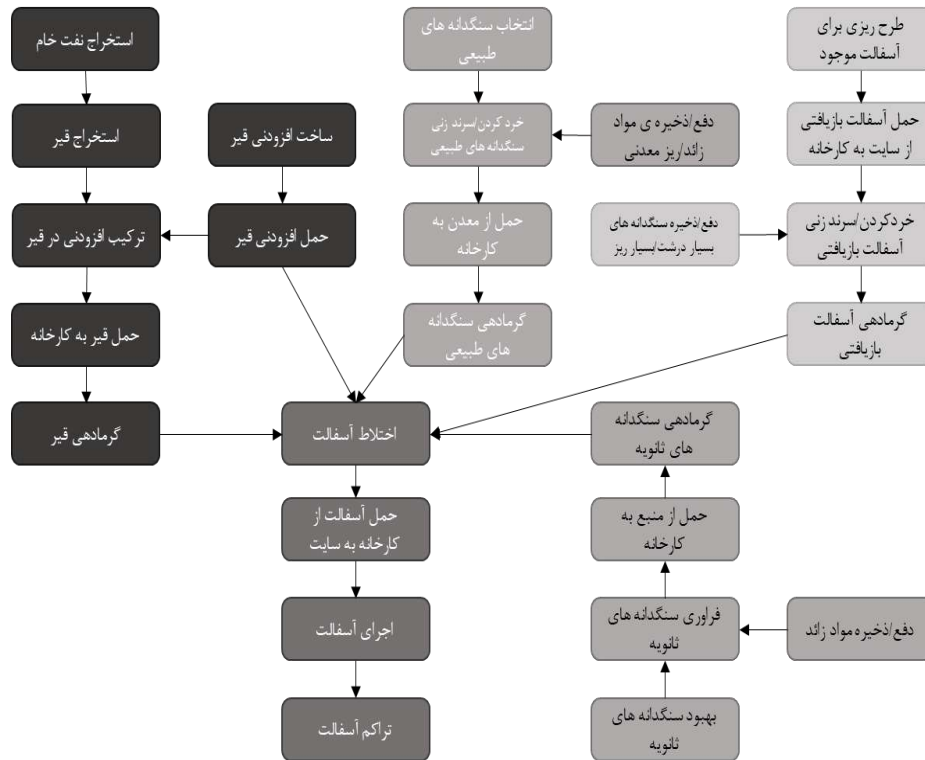 استخراج نفت خام
انتخاب سنگدانه های
طبیعی
طرح ریزی برای
آسفالت موجود
استخراج قیر
ساخت افزودنی قیر
خرد کردن/سرند زنی
سنگدانه های طبیعی
دفع/ذخیره ی مواد
زائد/ریز معدنی
حمل آسفالت بازیافتی
از سایت به کارخانه
ترکیب افزودنی در قیر
حمل افزودنی قیر
حمل از معدن به
کارخانه
دفع/ذخیره سنگدانه های
بسیار درشت/بسیار ریز
خردکردن/سرند زنی
آسفالت بازیافتی
حمل قیر به کارخانه
گرمادهی سنگدانه
های طبیعی
گرمادهی آسفالت
بازیافتی
گرمادهی قیر
اختلاط آسفالت
گرمادهی سنگدانه
های ثانویه
حمل آسفالت از
کارخانه به سایت
حمل از منبع به
کارخانه
اجرای آسفالت
فراوری سنگدانه های
ثانویه
دفع/ذخیره مواد زائد
تراکم آسفالت
بهبود سنگدانه های
ثانویه